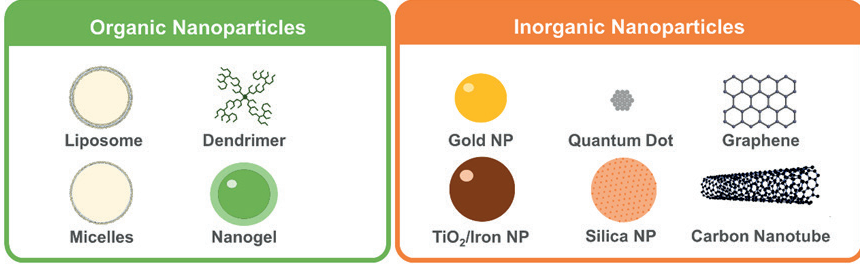 Organic Nanoparticles
Liposome
Dendrimer
Micelles
Nanogel
Inorganic Nanoparticles
Gold NP
Quantum Dot
Graphene
TiO₂/Iron NP
Silica NP
Carbon Nanotube